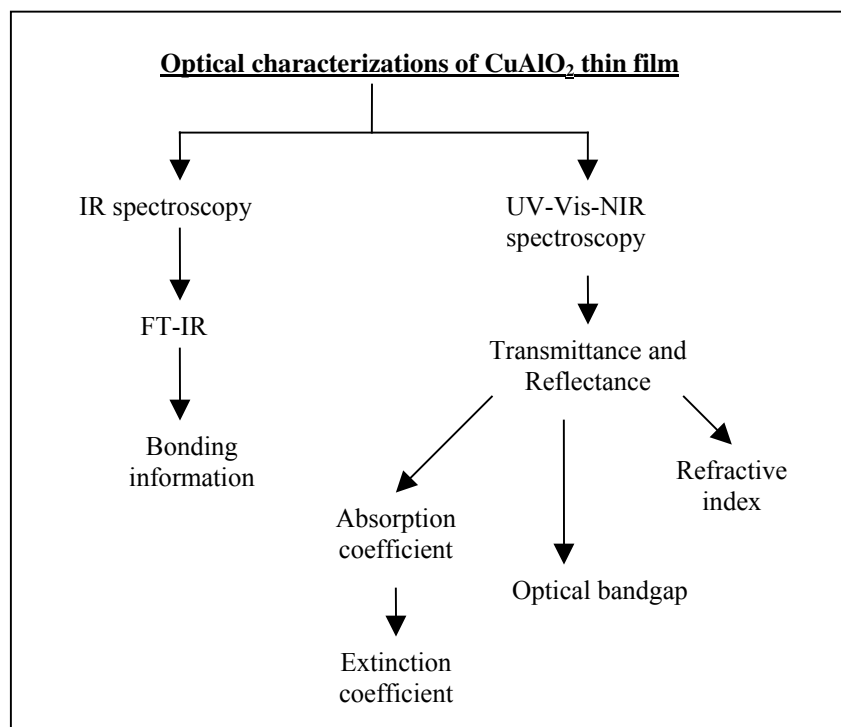 Optical characterizations of CuAlO₂ thin film
IR spectroscopy
UV-Vis-NIR
spectroscopy
FT-IR
Transmittance and
Reflectance
Bonding
information
Refractive
index
Absorption
coefficient
Optical bandgap
Extinction
coefficient